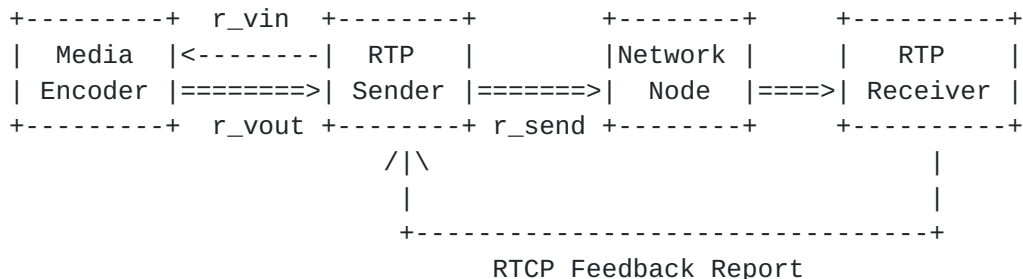 +---------+  r_vin  +--------+        +--------+     +----------+
|  Media  |<--------|  RTP   |        |Network |     |   RTP    |
| Encoder |========>| Sender |=======>|  Node  |====>| Receiver |
+---------+  r_vout +--------+ r_send +--------+     +----------+
                       /|\                                |
                        |                                 |
                        +---------------------------------+
                              RTCP Feedback Report